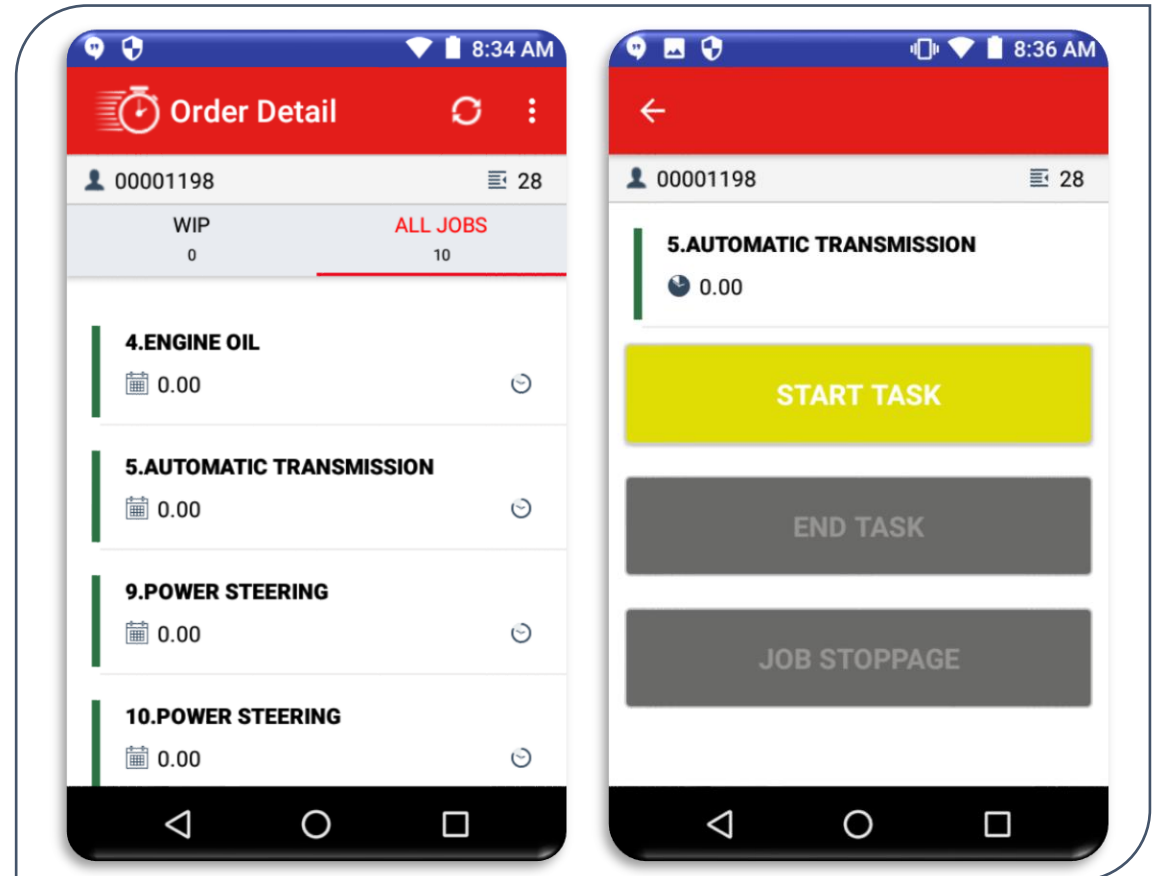 8:34 AM
Order Detail
00001198 28
WIP ALL JOBS
0 10
4.ENGINE OIL
0.00
5.AUTOMATIC TRANSMISSION
0.00
9.POWER STEERING
0.00
10.POWER STEERING
0.00
8:36 AM
00001198 28
5.AUTOMATIC TRANSMISSION
0.00
START TASK
END TASK
JOB STOPPAGE